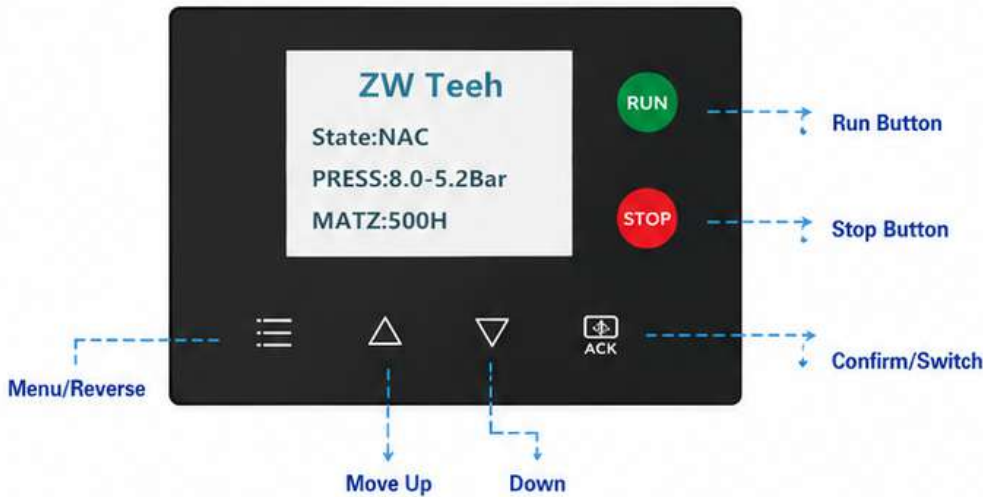 ZW Teeh
State:NAC
PRESS:8.0-5.2Bar
MATZ:500H
RUN
STOP
ACK
Run Button
Stop Button
Confirm/Switch
Menu/Reverse
Move Up
Down